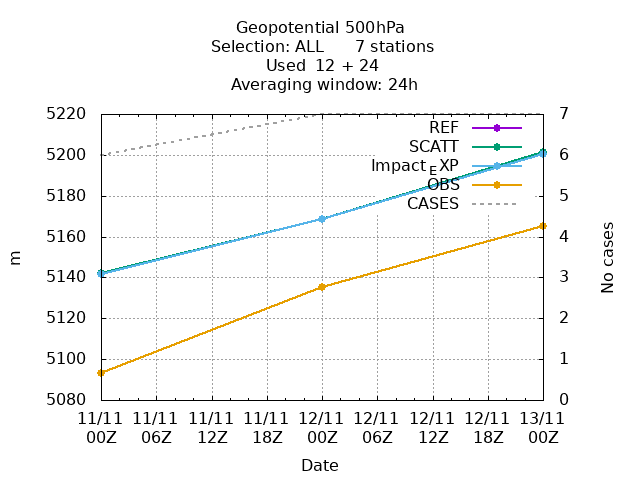 Geopotential 500hPa
Selection: ALL 7 stations
Used 12 + 24
Averaging window: 24h
5220
5200
5180
5160
5140
5120
5100
5080
m
7
6
5
4
3
2
1
0
No cases
REF
SCATT
Impact_EXP
OBS
CASES
11/11 11/11 11/11 11/11 12/11 12/11 12/11 12/11 13/11
00Z 06Z 12Z 18Z 00Z 06Z 12Z 18Z 00Z
Date